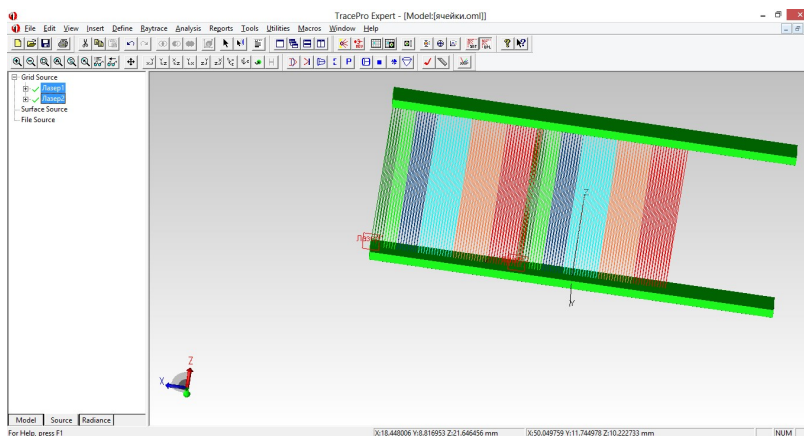 TracePro Expert - [Model:[ячейки.oml]]
File Edit View Insert Define Raytrace Analysis Reports Tools Utilities Macros Window Help
Grid Source
Лазер1
Лазер2
Surface Source
File Source
Z
Y
Z
X
Model Source Radiance
For Help, press F1 X:18.448006 Y:8.816953 Z:21.646456 mm X:50.049759 Y:11.744978 Z:10.222733 mm NUM